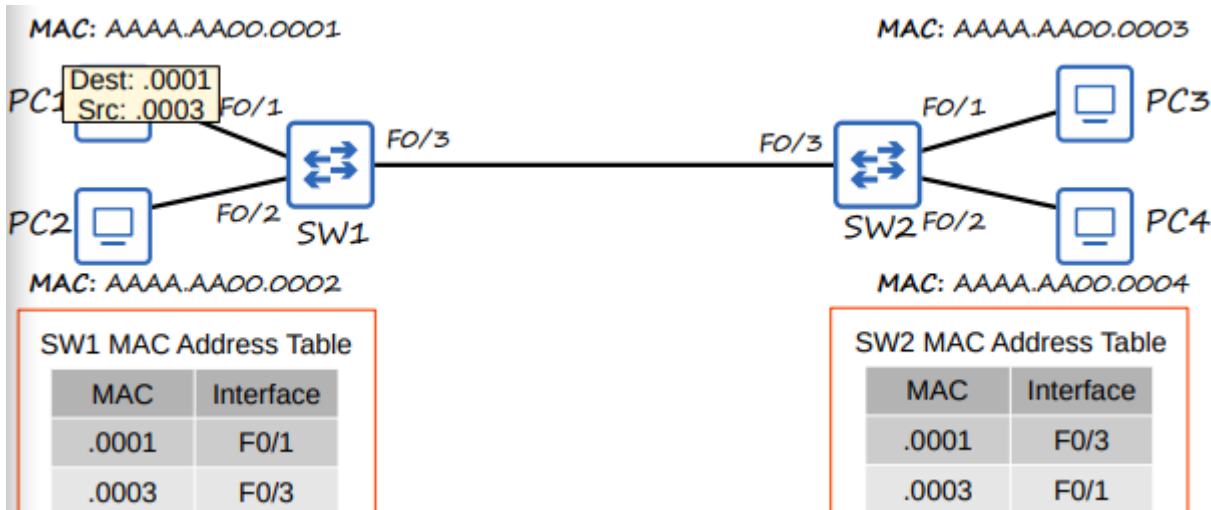 MAC: AAAA.AA00.0001
MAC: AAAA.AA00.0003
Dest: .0001
Src: .0003
PC1
F0/1
F0/3
F0/3
F0/1
PC3
PC2
F0/2
SW1
SW2
F0/2
PC4
MAC: AAAA.AA00.0002
MAC: AAAA.AA00.0004
SW1 MAC Address Table
MAC Interface
.0001 F0/1
.0003 F0/3
SW2 MAC Address Table
MAC Interface
.0001 F0/3
.0003 F0/1